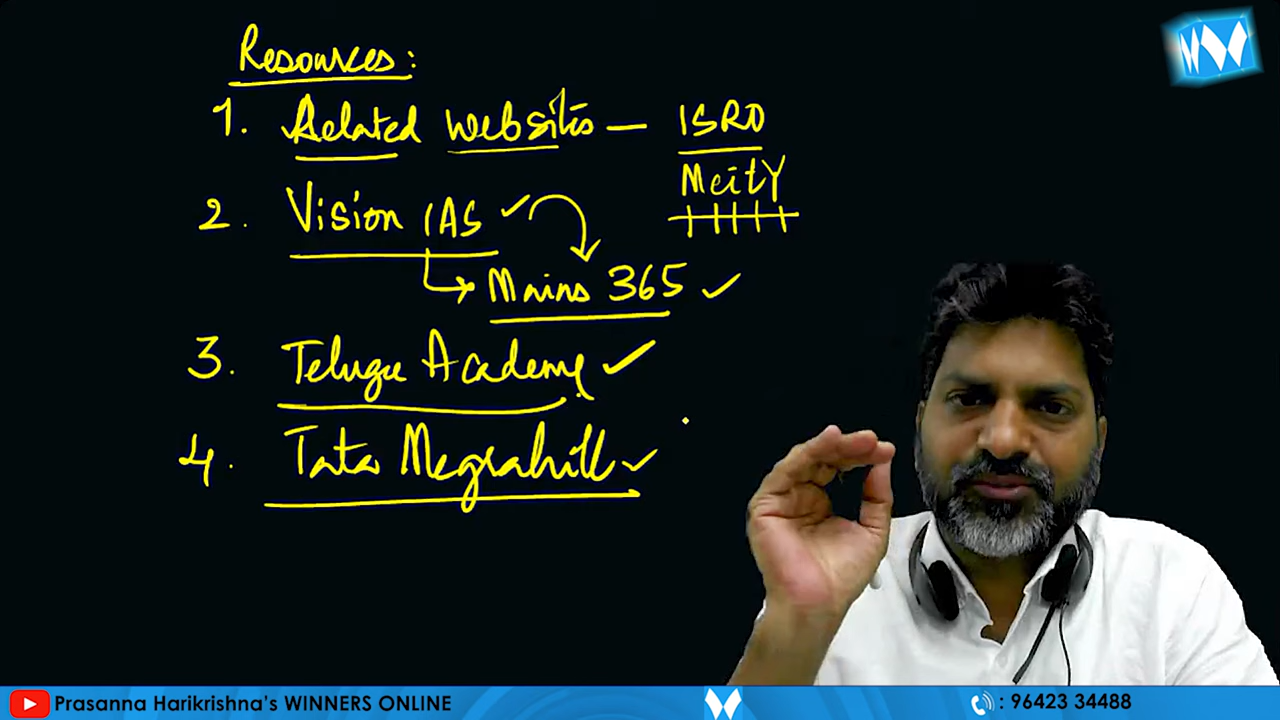 Resources:
1. Related websites — ISRO
MeitY
2. Vision IAS ✓
→ Mains 365 ✓
3. Telugu Academy ✓
4. Tata Megrahill ✓
Prasanna Harikrishna's WINNERS ONLINE
: 96423 34488